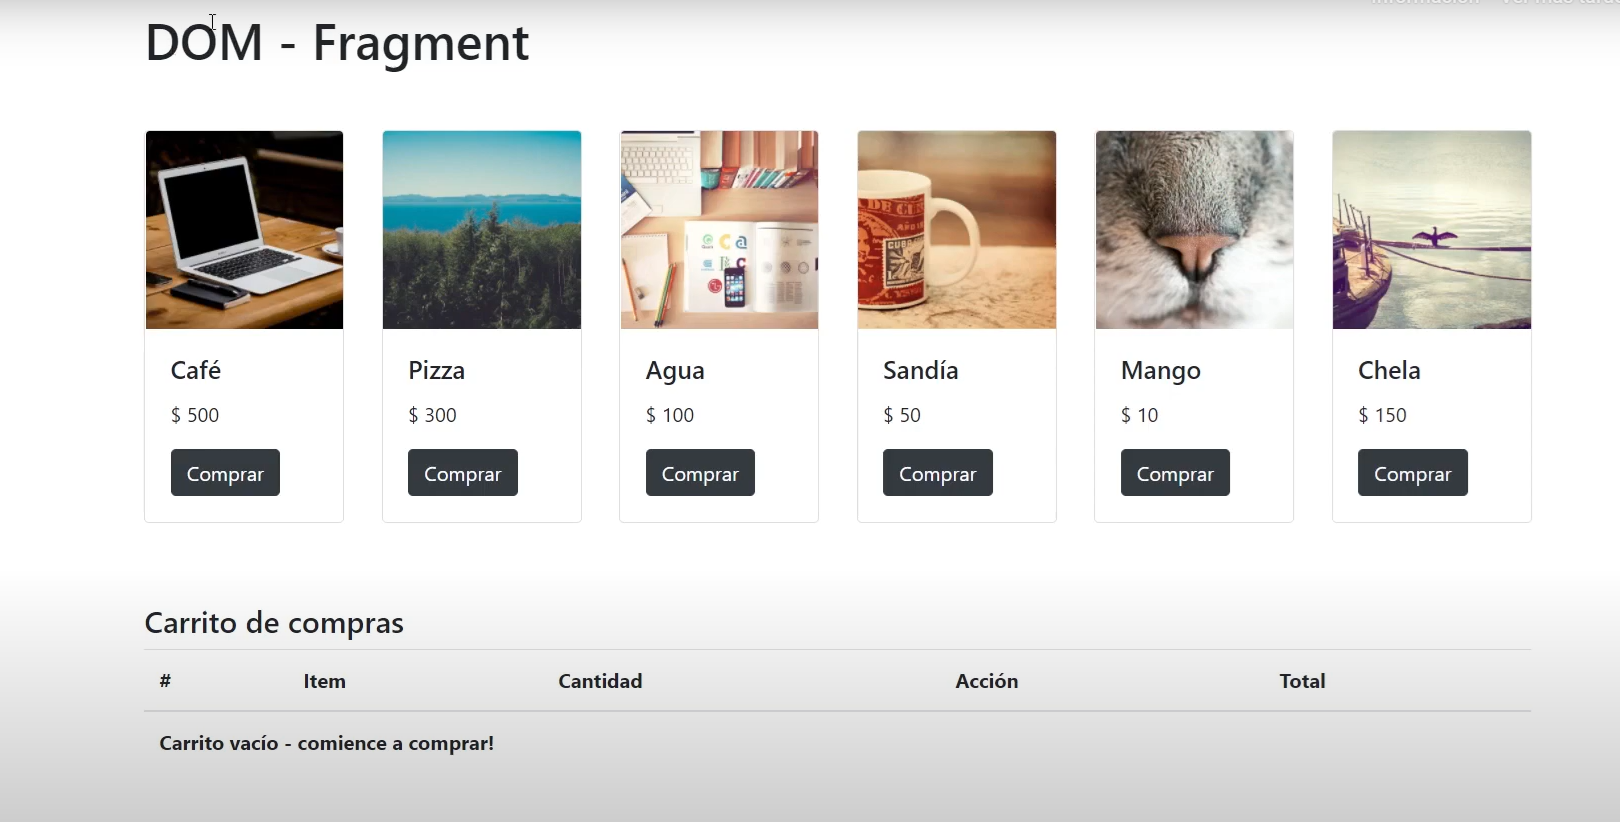 DOM - Fragment
Café
$ 500
Comprar
Pizza
$ 300
Comprar
Agua
$ 100
Comprar
Sandía
$ 50
Comprar
Mango
$ 10
Comprar
Chela
$ 150
Comprar
Carrito de compras
# Item Cantidad Acción Total
Carrito vacío - comience a comprar!